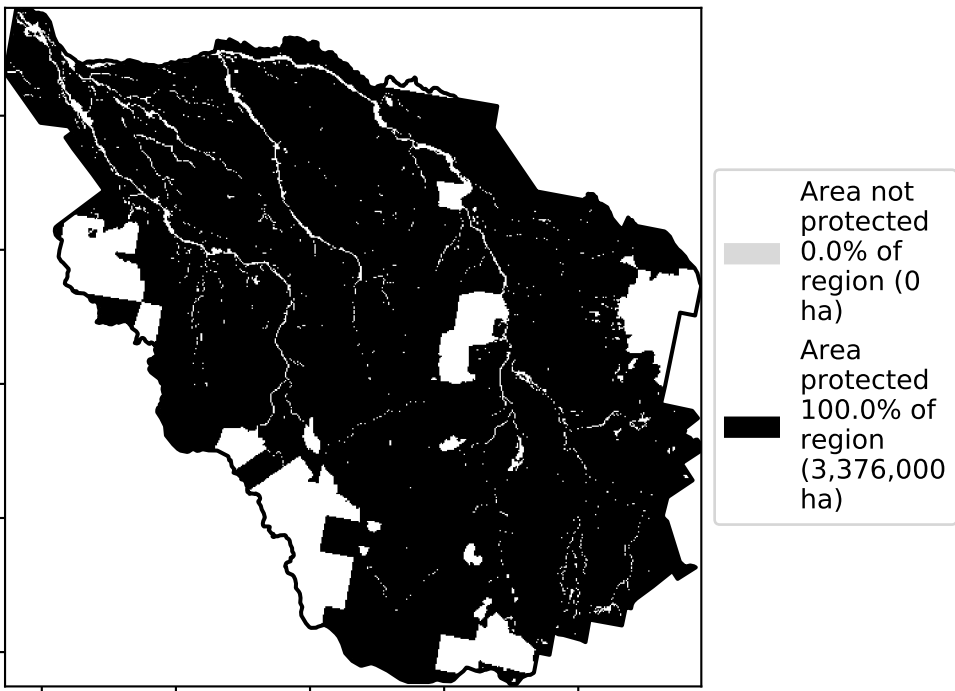 Area not
protected
0.0% of
region (0
ha)
Area
protected
100.0% of
region
(3,376,000
ha)